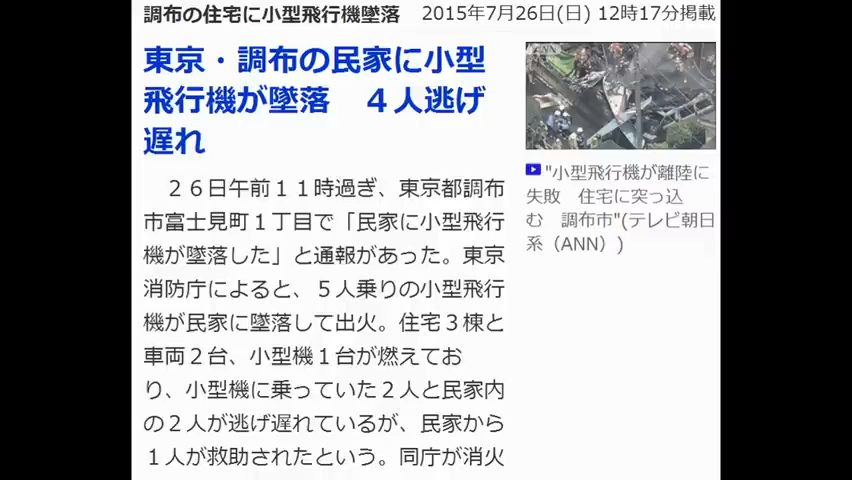 調布の住宅に小型飛行機墜落 2015年7月26日(日) 12時17分掲載
東京・調布の民家に小型
飛行機が墜落　４人逃げ
遅れ
２６日午前１１時過ぎ、東京都調布
市富士見町１丁目で「民家に小型飛行
機が墜落した」と通報があった。東京
消防庁によると、５人乗りの小型飛行
機が民家に墜落して出火。住宅３棟と
車両２台、小型機１台が燃えてお
り、小型機に乗っていた２人と民家内
の２人が逃げ遅れているが、民家から
１人が救助されたという。同庁が消火
"小型飛行機が離陸に
失敗　住宅に突っ込
む　調布市"(テレビ朝日
系（ANN）)